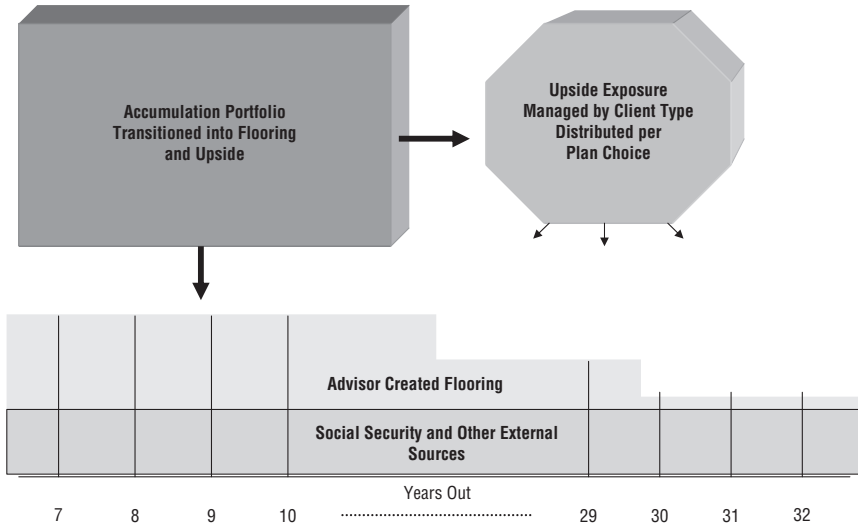 Accumulation Portfolio
Transitioned into Flooring
and Upside
Upside Exposure
Managed by Client Type
Distributed per
Plan Choice
Advisor Created Flooring
Social Security and Other External
Sources
Years Out
7 8 9 10 29 30 31 32